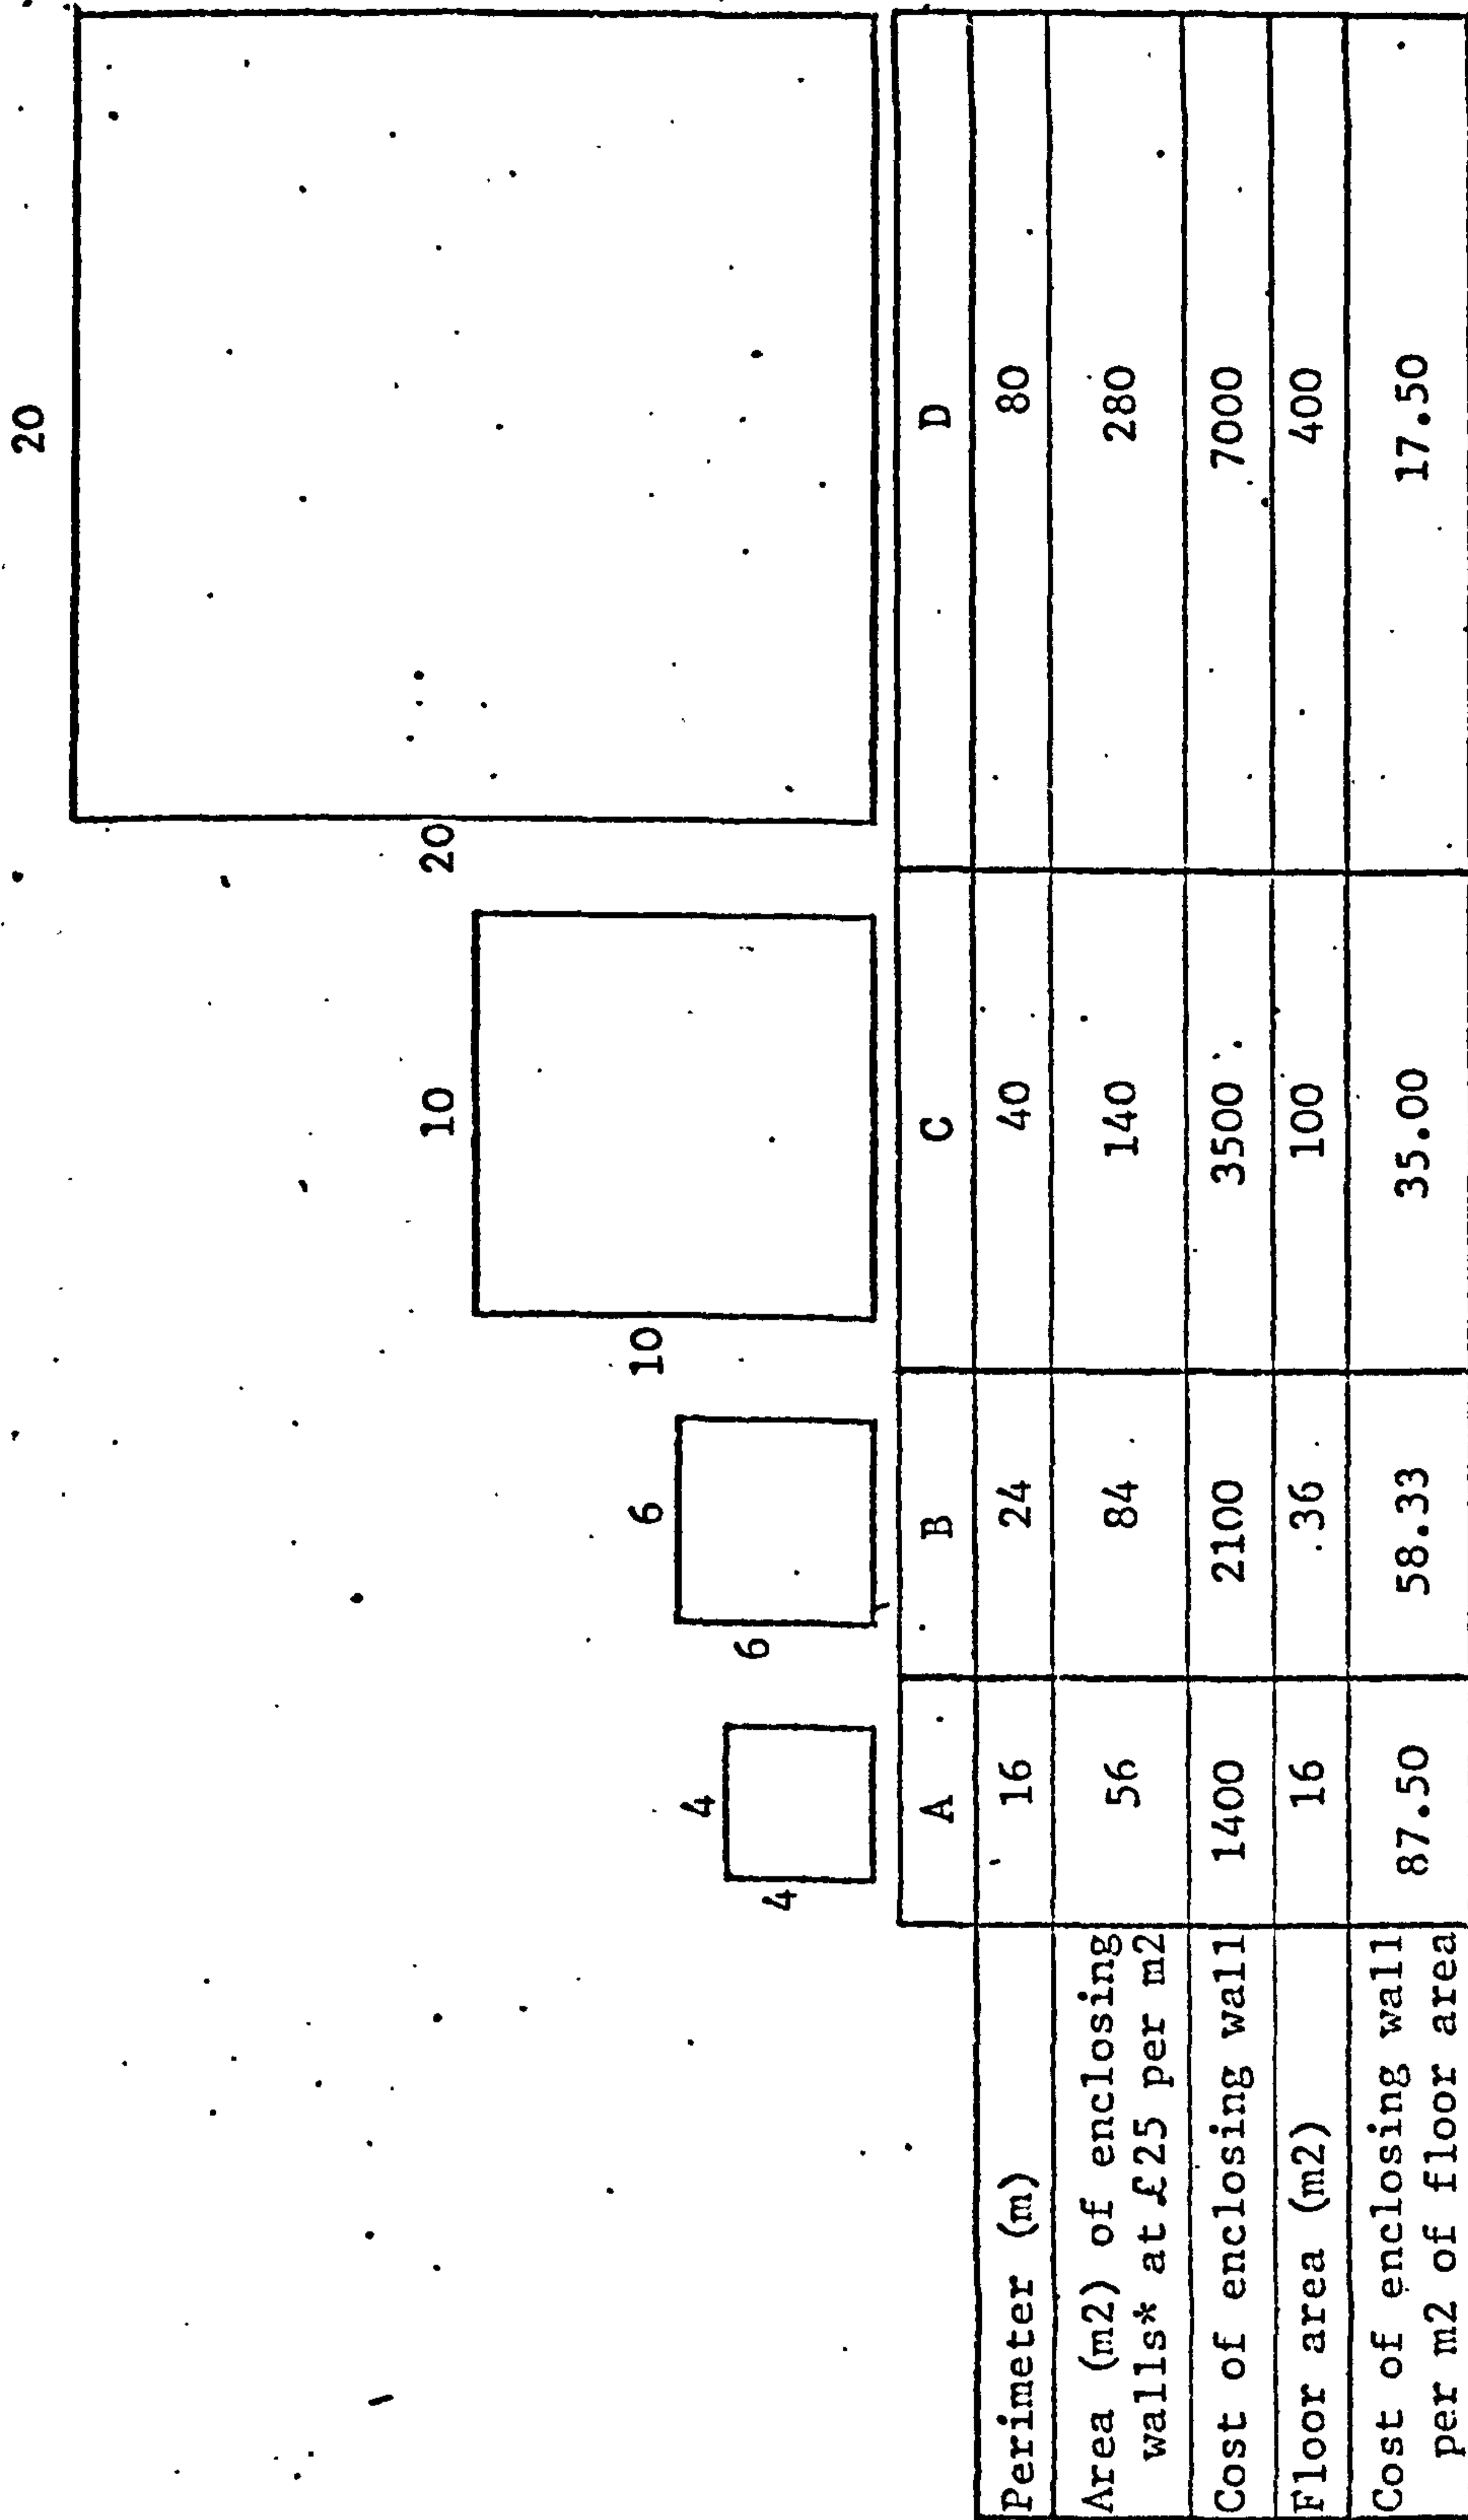 20
20
10
10
6
6
4
4
A B C D
Perimeter (m) 16 24 40 80
Area (m2) of enclosing
walls* at £25 per m2 56 84 140 280
Cost of enclosing wall 1400 2100 3500 7000
Floor area (m2) 16 36 100 400
Cost of enclosing wall
per m2 of floor area 87.50 58.33 35.00 17.50